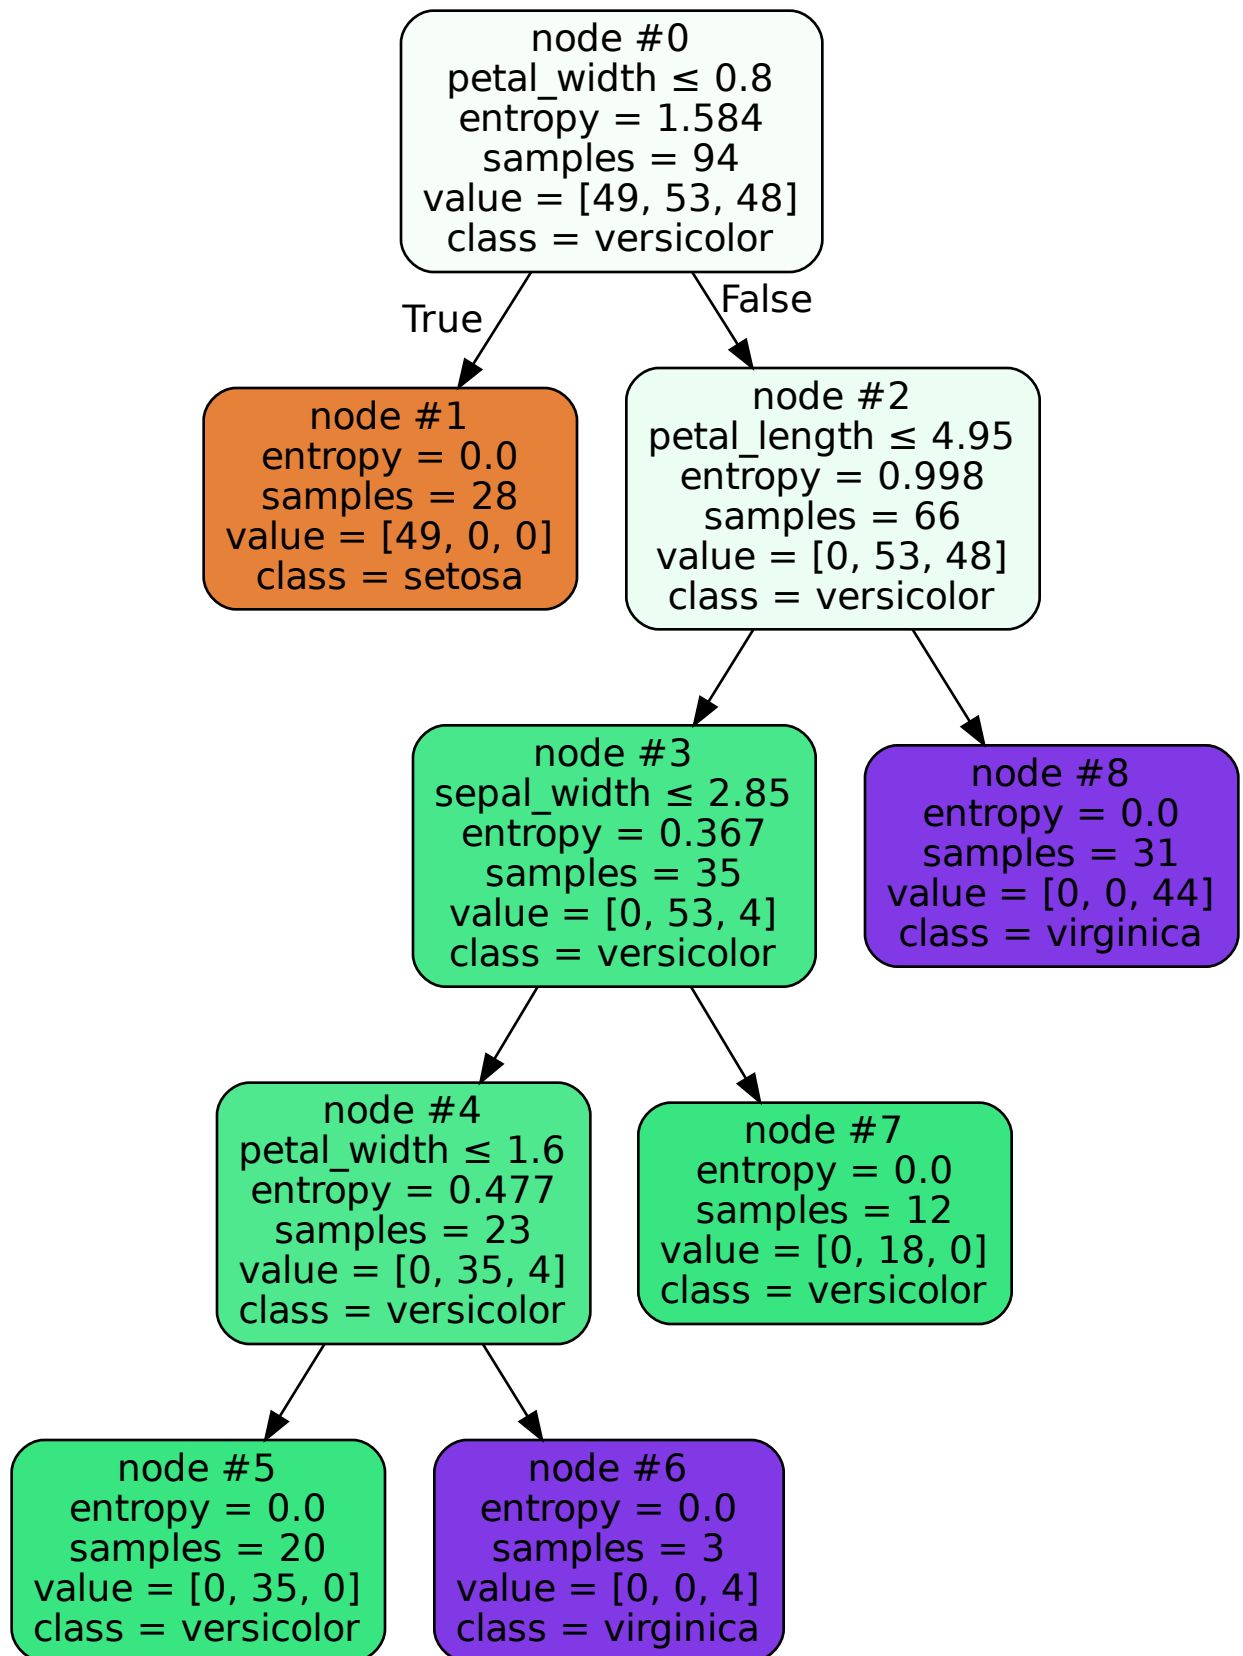 node #0
petal_width ≤ 0.8
entropy = 1.584
samples = 94
value = [49, 53, 48]
class = versicolor
True
False
node #1
entropy = 0.0
samples = 28
value = [49, 0, 0]
class = setosa
node #2
petal_length ≤ 4.95
entropy = 0.998
samples = 66
value = [0, 53, 48]
class = versicolor
node #3
sepal_width ≤ 2.85
entropy = 0.367
samples = 35
value = [0, 53, 4]
class = versicolor
node #8
entropy = 0.0
samples = 31
value = [0, 0, 44]
class = virginica
node #4
petal_width ≤ 1.6
entropy = 0.477
samples = 23
value = [0, 35, 4]
class = versicolor
node #7
entropy = 0.0
samples = 12
value = [0, 18, 0]
class = versicolor
node #5
entropy = 0.0
samples = 20
value = [0, 35, 0]
class = versicolor
node #6
entropy = 0.0
samples = 3
value = [0, 0, 4]
class = virginica